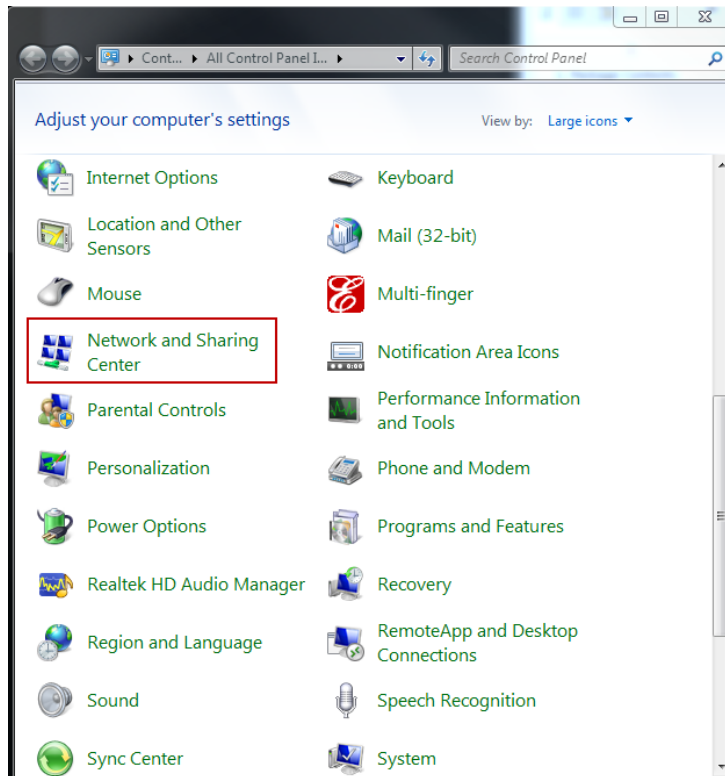 Cont... All Control Panel I... Search Control Panel
Adjust your computer's settings View by: Large icons
Internet Options Keyboard
Location and Other
Sensors
Mail (32-bit)
Mouse Multi-finger
Network and Sharing
Center
Notification Area Icons
Parental Controls
Performance Information
and Tools
Personalization Phone and Modem
Power Options Programs and Features
Realtek HD Audio Manager Recovery
Region and Language
RemoteApp and Desktop
Connections
Sound Speech Recognition
Sync Center System